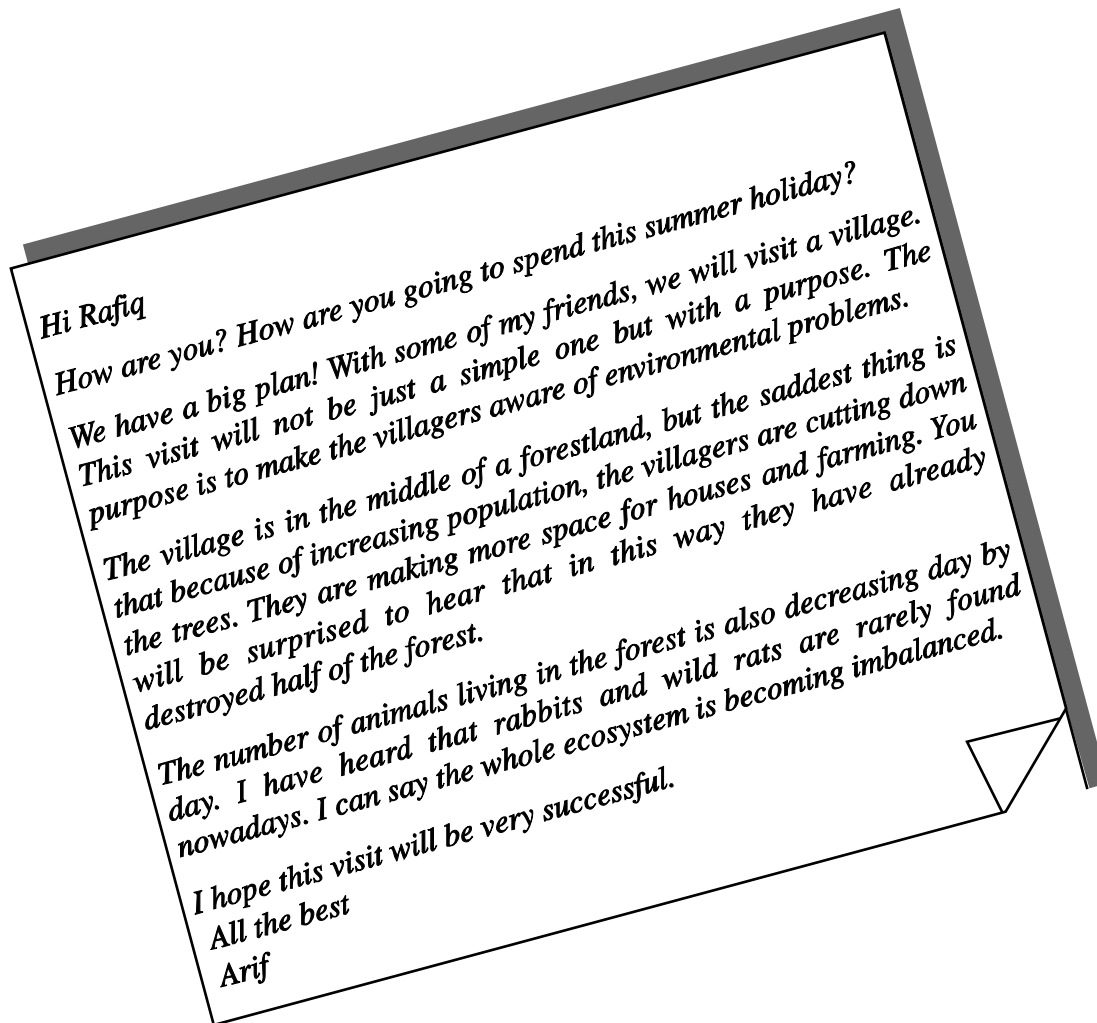 Hi Rafiq
How are you? How are you going to spend this summer holiday?
We have a big plan! With some of my friends, we will visit a village.
This visit will not be just a simple one but with a purpose. The
purpose is to make the villagers aware of environmental problems.
The village is in the middle of a forestland, but the saddest thing is
that because of increasing population, the villagers are cutting down
the trees. They are making more space for houses and farming. You
will be surprised to hear that in this way they have already
destroyed half of the forest.
The number of animals living in the forest is also decreasing day by
day. I have heard that rabbits and wild rats are rarely found
nowadays. I can say the whole ecosystem is becoming imbalanced.
I hope this visit will be very successful.
All the best
Arif